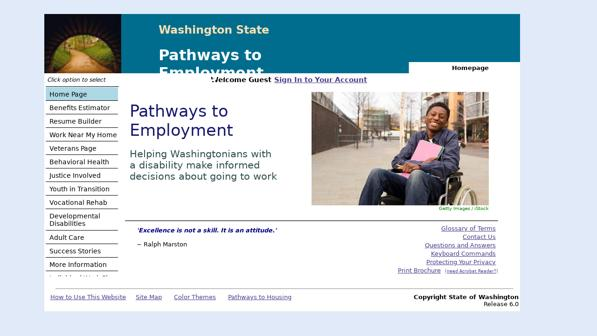 Washington State
Pathways to
Employment
Homepage
Click option to select
Welcome Guest Sign In to Your Account
Home Page
Benefits Estimator
Resume Builder
Work Near My Home
Veterans Page
Behavioral Health
Justice Involved
Youth in Transition
Vocational Rehab
Developmental
Disabilities
Adult Care
Success Stories
More Information
Pathways to
Employment
Helping Washingtonians with
a disability make informed
decisions about going to work
Getty Images / iStock
'Excellence is not a skill. It is an attitude.'
~ Ralph Marston
Glossary of Terms
Contact Us
Questions and Answers
Keyboard Commands
Protecting Your Privacy
Print Brochure (need Acrobat Reader?)
How to Use This Website Site Map Color Themes Pathways to Housing
Copyright State of Washington
Release 6.0